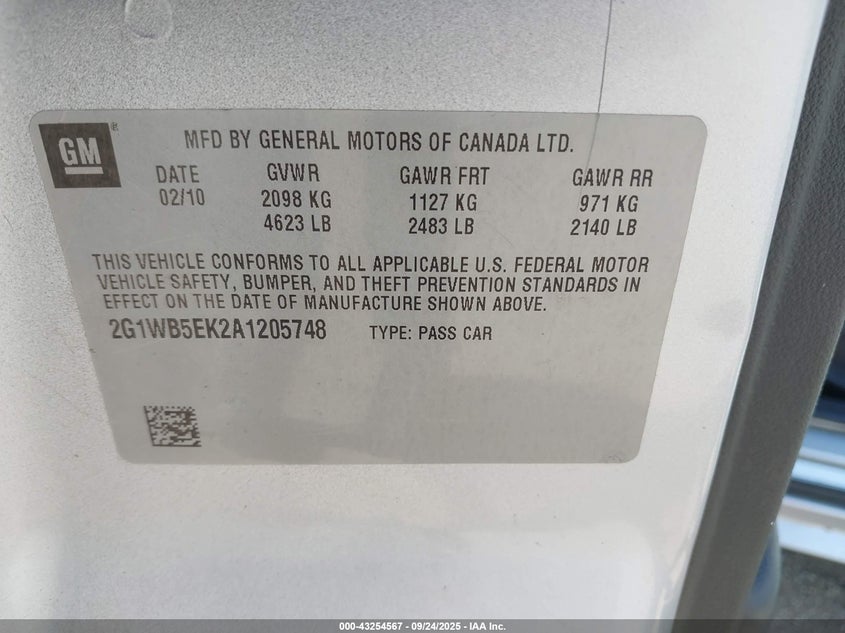 GM
MFD BY GENERAL MOTORS OF CANADA LTD.
DATE GVWR GAWR FRT GAWR RR
02/10 2098 KG 1127 KG 971 KG
4623 LB 2483 LB 2140 LB
THIS VEHICLE CONFORMS TO ALL APPLICABLE U.S. FEDERAL MOTOR
VEHICLE SAFETY, BUMPER, AND THEFT PREVENTION STANDARDS IN
EFFECT ON THE DATE OF MANUFACTURE SHOWN ABOVE.
2G1WB5EK2A1205748 TYPE: PASS CAR
000-43254567 - 09/24/2025 - IAA Inc.